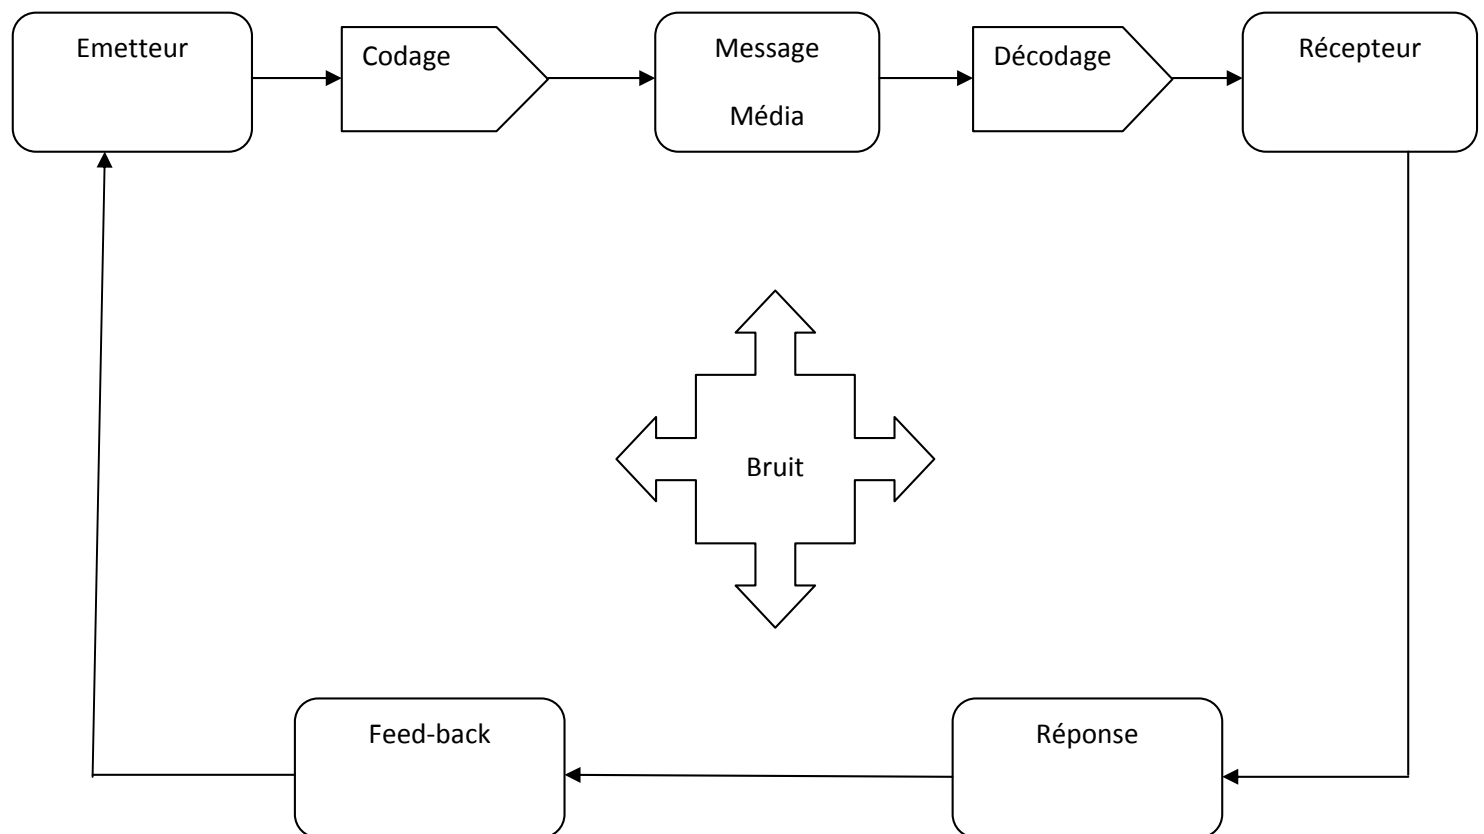 Emetteur
Codage
Message
Média
Décodage
Récepteur
Bruit
Feed-back
Réponse